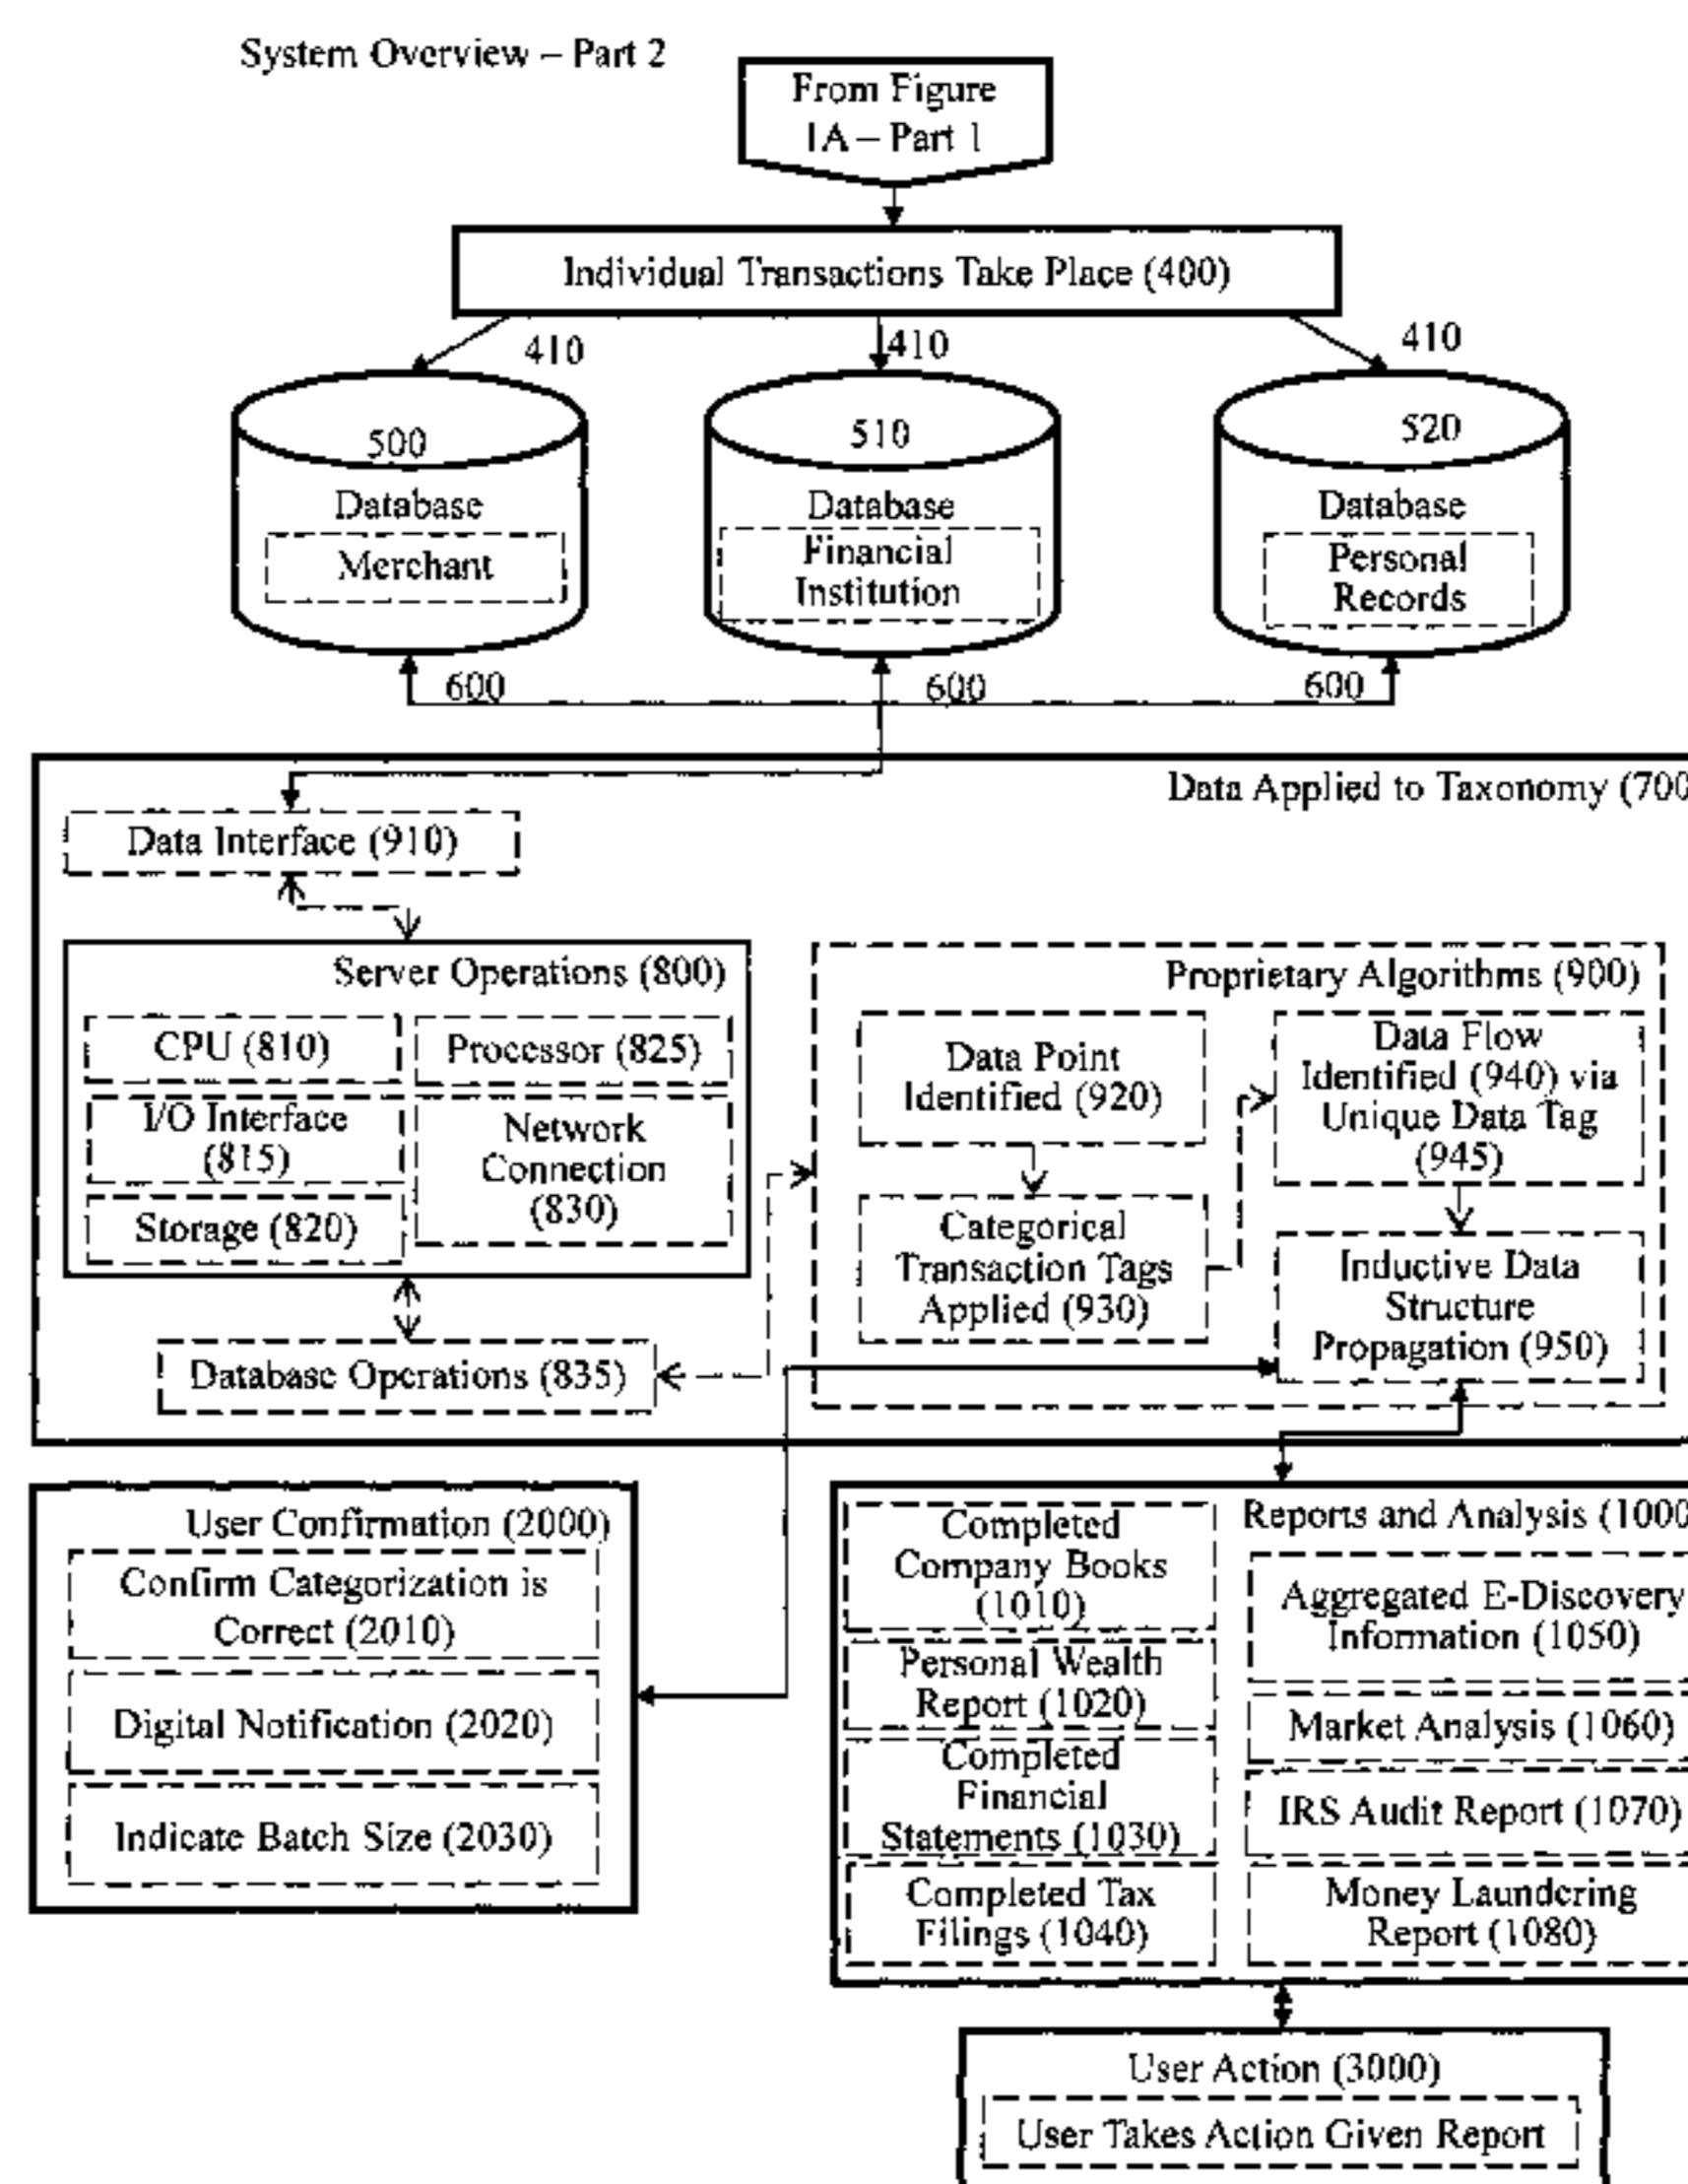 System Overview – Part 2
From Figure
1A – Part 1
Individual Transactions Take Place (400)
410
410
410
500
Database
Merchant
510
Database
Financial
Institution
520
Database
Personal
Records
600
600
600
Data Applied to Taxonomy (700
Data Interface (910)
Server Operations (800)
CPU (810)
Processor (825)
I/O Interface
(815)
Network
Connection
(830)
Storage (820)
Database Operations (835)
Proprietary Algorithms (900)
Data Point
Identified (920)
Categorical
Transaction Tags
Applied (930)
Data Flow
Identified (940) via
Unique Data Tag
(945)
Inductive Data
Structure
Propagation (950)
User Confirmation (2000)
Confirm Categorization is
Correct (2010)
Digital Notification (2020)
Indicate Batch Size (2030)
Reports and Analysis (1000
Completed
Company Books
(1010)
Personal Wealth
Report (1020)
Completed
Financial
Statements (1030)
Completed Tax
Filings (1040)
Aggregated E-Discovery
Information (1050)
Market Analysis (1060)
IRS Audit Report (1070)
Money Laundering
Report (1080)
User Action (3000)
User Takes Action Given Report